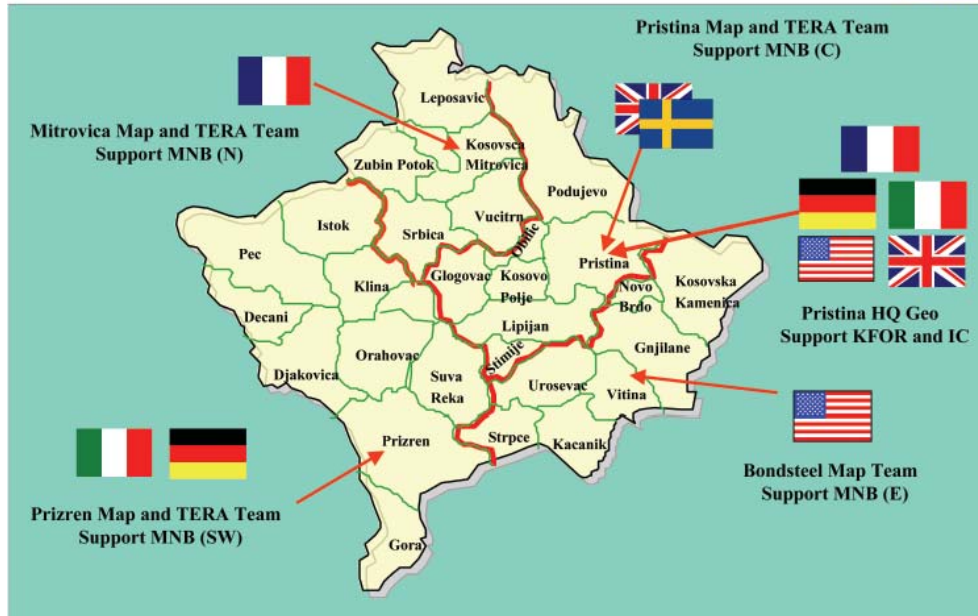 Pristina Map and TERA Team
Support MNB (C)
Mitrovica Map and TERA Team
Support MNB (N)
Leposavic
Kosovsca
Mitrovica
Zubin Potok
Podujevo
Istok
Vucitrn
Srbica
Obilic
Pec
Pristina
Glogovac
Kosovo
Polje
Klina
Novo
Brdo
Kosovska
Kamenica
Decani
Lipijan
Pristina HQ Geo
Support KFOR and IC
Orahovac
Stimije
Gnjilane
Djakovica
Suva
Reka
Urosevac
Vitina
Prizren
Strpce
Kacanik
Bondsteel Map Team
Support MNB (E)
Prizren Map and TERA Team
Support MNB (SW)
Gora